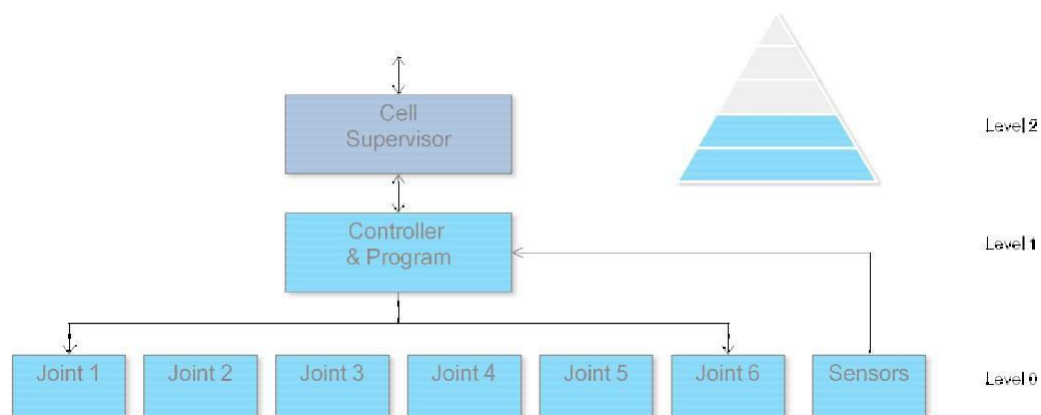 Cell
Supervisor
Level 2
Controller
& Program
Level 1
Joint 1
Joint 2
Joint 3
Joint 4
Joint 5
Joint 6
Sensors
Level 0